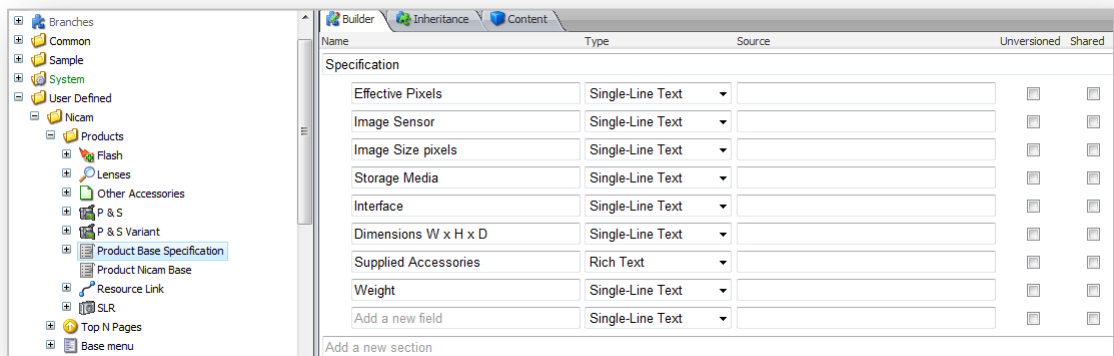 Branches
Common
Sample
System
User Defined
Nicam
Products
Flash
Lenses
Other Accessories
P & S
P & S Variant
Product Base Specification
Product Nicam Base
Resource Link
SLR
Top N Pages
Base menu
Builder Inheritance Content
Name Type Source Unversioned Shared
Specification
Effective Pixels Single-Line Text
Image Sensor Single-Line Text
Image Size pixels Single-Line Text
Storage Media Single-Line Text
Interface Single-Line Text
Dimensions W x H x D Single-Line Text
Supplied Accessories Rich Text
Weight Single-Line Text
Add a new field Single-Line Text
Add a new section